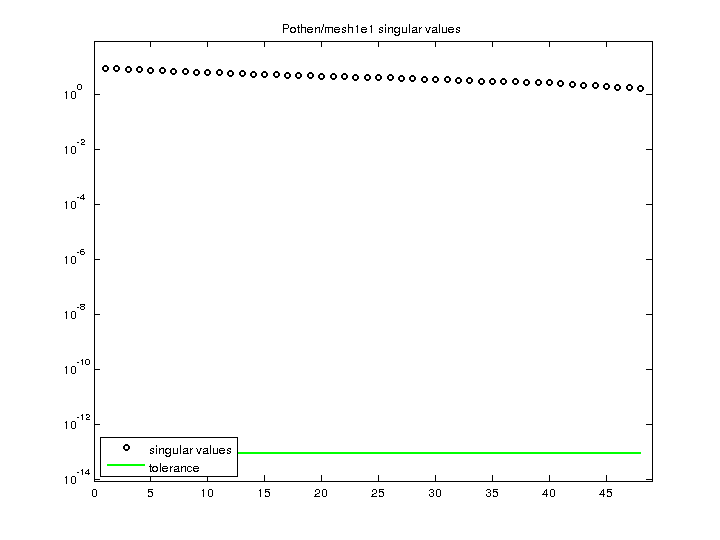 Pothen/mesh1e1 singular values
10^0
10^-2
10^-4
10^-6
10^-8
10^-10
10^-12
10^-14
singular values
tolerance
0 5 10 15 20 25 30 35 40 45